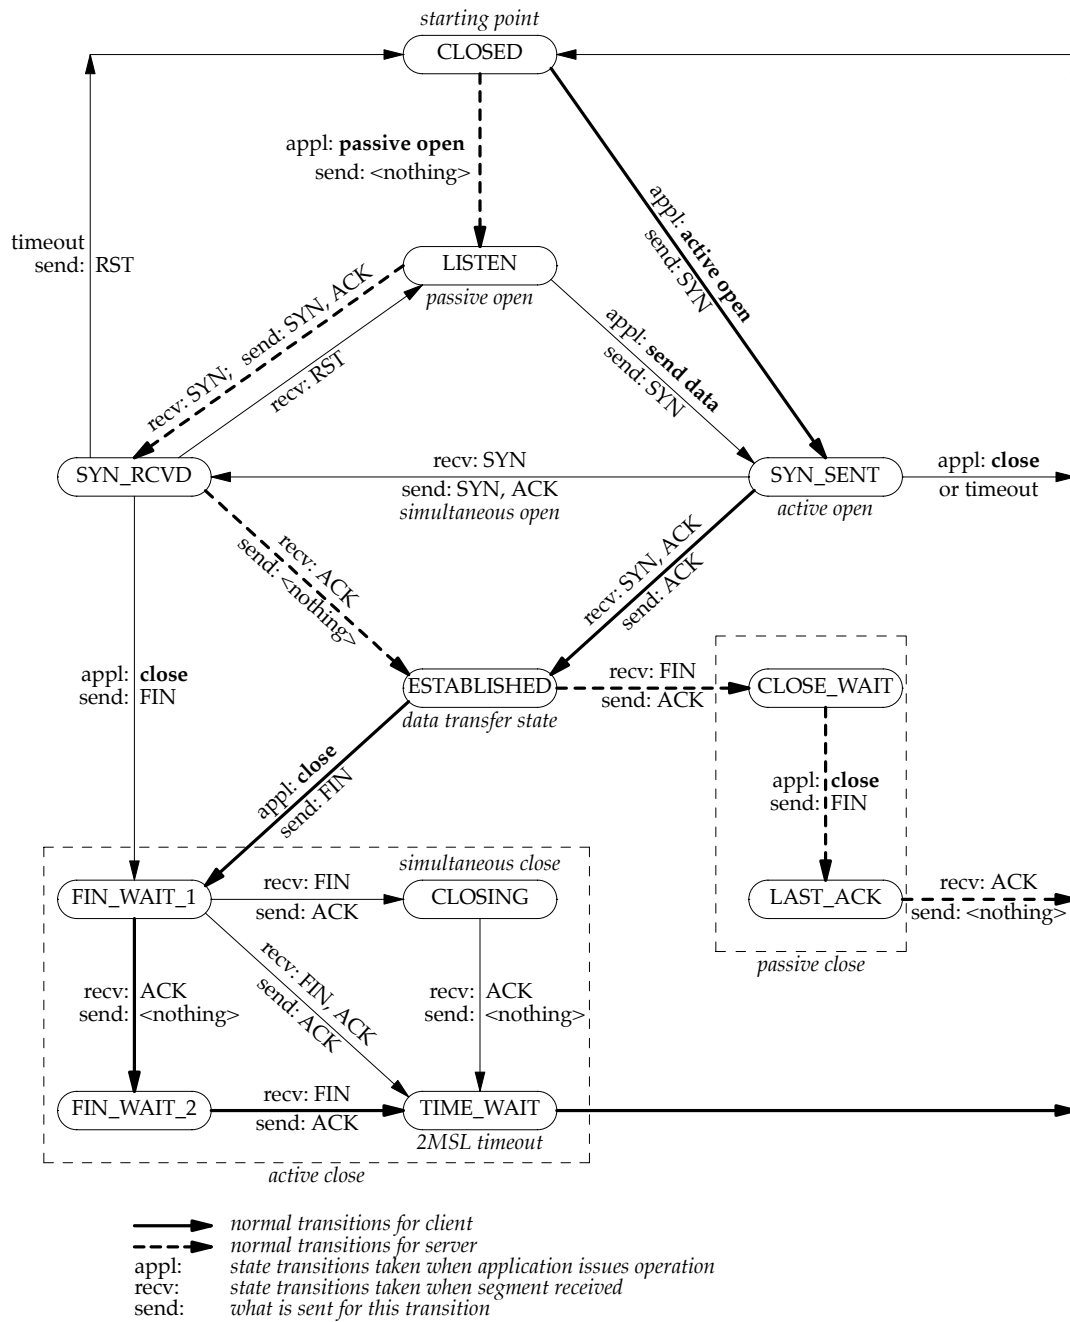 starting point
CLOSED
appl: passive open
send: <nothing>
appl: active open
send: SYN
timeout
send: RST
LISTEN
passive open
recv: SYN; send: SYN, ACK
recv: RST
appl: send data
send: SYN
SYN_RCVD
recv: SYN
send: SYN, ACK
simultaneous open
SYN_SENT
active open
appl: close
or timeout
recv: ACK
send: <nothing>
recv: SYN, ACK
send: ACK
appl: close
send: FIN
ESTABLISHED
data transfer state
recv: FIN
send: ACK
CLOSE_WAIT
appl: close
send: FIN
appl: close
send: FIN
simultaneous close
FIN_WAIT_1
recv: FIN
send: ACK
CLOSING
LAST_ACK
recv: ACK
send: <nothing>
passive close
recv: ACK
send: <nothing>
recv: FIN, ACK
send: ACK
recv: ACK
send: <nothing>
FIN_WAIT_2
recv: FIN
send: ACK
TIME_WAIT
2MSL timeout
active close
normal transitions for client
normal transitions for server
appl: state transitions taken when application issues operation
recv: state transitions taken when segment received
send: what is sent for this transition